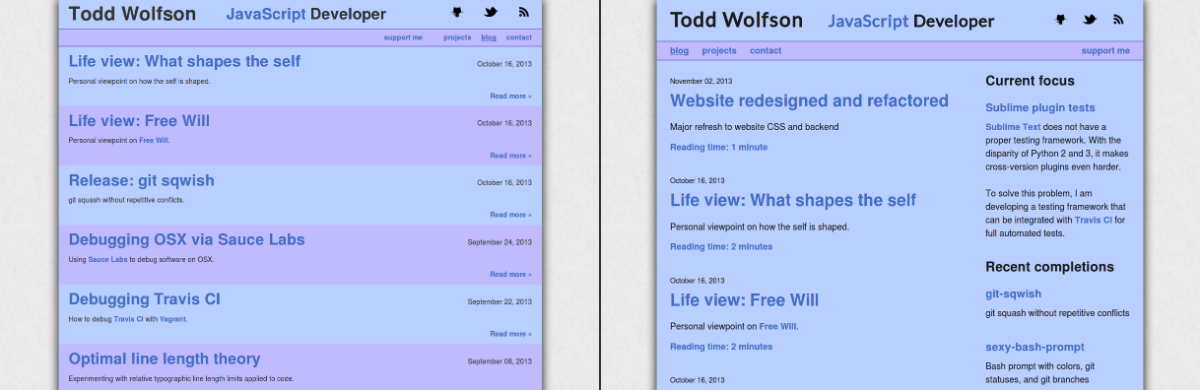 Todd Wolfson JavaScript Developer
support me projects blog contact
Life view: What shapes the self October 16, 2013
Personal viewpoint on how the self is shaped.
Read more »
Life view: Free Will October 16, 2013
Personal viewpoint on Free Will.
Read more »
Release: git sqwish October 16, 2013
git squash without repetitive conflicts.
Read more »
Debugging OSX via Sauce Labs September 24, 2013
Using Sauce Labs to debug software on OSX.
Read more »
Debugging Travis CI September 22, 2013
How to debug Travis CI with Vagrant.
Read more »
Optimal line length theory September 08, 2013
Experimenting with relative typographic line length limits applied to code.
Todd Wolfson JavaScript Developer
blog projects contact support me
November 02, 2013
Website redesigned and refactored
Major refresh to website CSS and backend
Reading time: 1 minute
October 16, 2013
Life view: What shapes the self
Personal viewpoint on how the self is shaped.
Reading time: 2 minutes
October 16, 2013
Life view: Free Will
Personal viewpoint on Free Will.
Reading time: 2 minutes
October 16, 2013
Current focus
Sublime plugin tests
Sublime Text does not have a
proper testing framework. With the
disparity of Python 2 and 3, it makes
cross-version plugins even harder.
To solve this problem, I am
developing a testing framework that
can be integrated with Travis CI for
full automated tests.
Recent completions
git-sqwish
git squash without repetitive conflicts
sexy-bash-prompt
Bash prompt with colors, git
statuses, and git branches